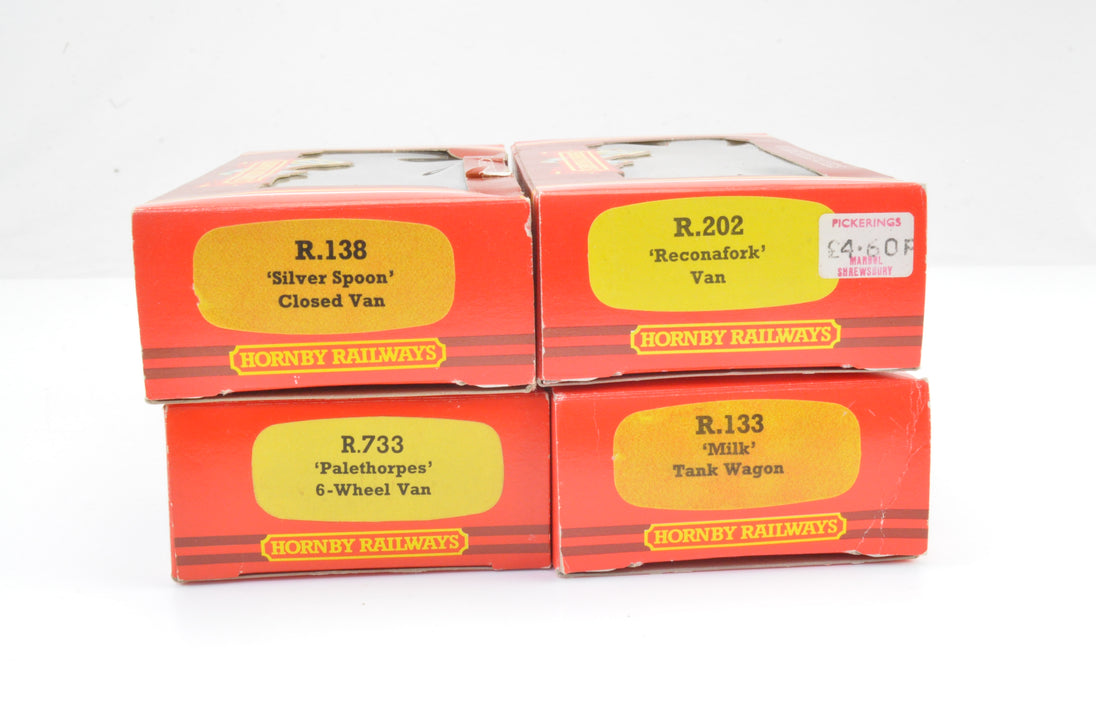 R.138
‘Silver Spoon’
Closed Van
HORNBY RAILWAYS
R.202
‘Reconafork’
Van
PICKERINGS
£4.60P
SHREWSBURY
HORNBY RAILWAYS
R.733
‘Palethorpes’
6-Wheel Van
HORNBY RAILWAYS
R.133
‘Milk’
Tank Wagon
HORNBY RAILWAYS